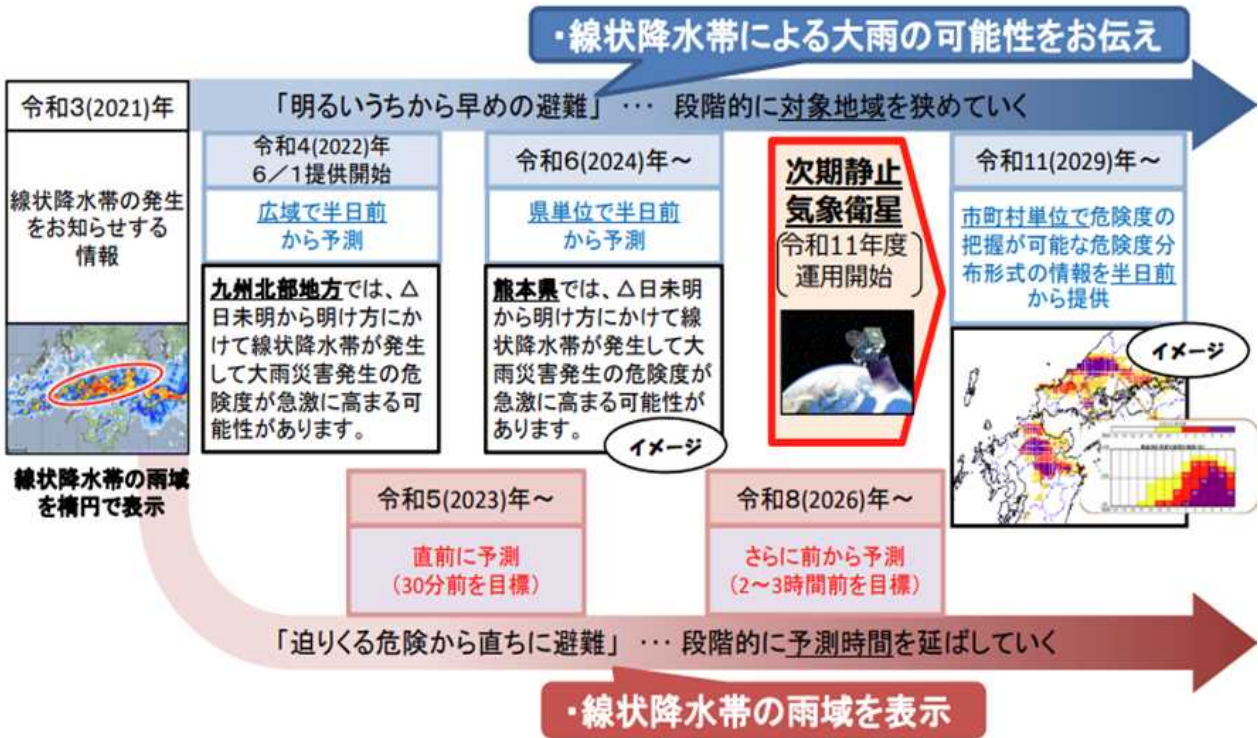 ・線状降水帯による大雨の可能性をお伝え
令和3(2021)年
「明るいうちから早めの避難」 ・・・ 段階的に対象地域を狭めていく
線状降水帯の発生
をお知らせする
情報
線状降水帯の雨域
を楕円で表示
令和4(2022)年
6/1提供開始
広域で半日前
から予測
九州北部地方では、△
日未明から明け方にか
けて線状降水帯が発生
して大雨災害発生の危
険度が急激に高まる可
能性があります。
令和6(2024)年～
県単位で半日前
から予測
熊本県では、△日未明
から明け方にかけて線
状降水帯が発生して大
雨災害発生の危険度が
急激に高まる可能性が
あります。
イメージ
次期静止
気象衛星
令和11年度
運用開始
令和11(2029)年～
市町村単位で危険度の
把握が可能な危険度分
布形式の情報を半日前
から提供
イメージ
令和5(2023)年～
直前に予測
(30分前を目標)
令和8(2026)年～
さらに前から予測
(2～3時間前を目標)
「迫りくる危険から直ちに避難」 ・・・ 段階的に予測時間を延ばしていく
・線状降水帯の雨域を表示